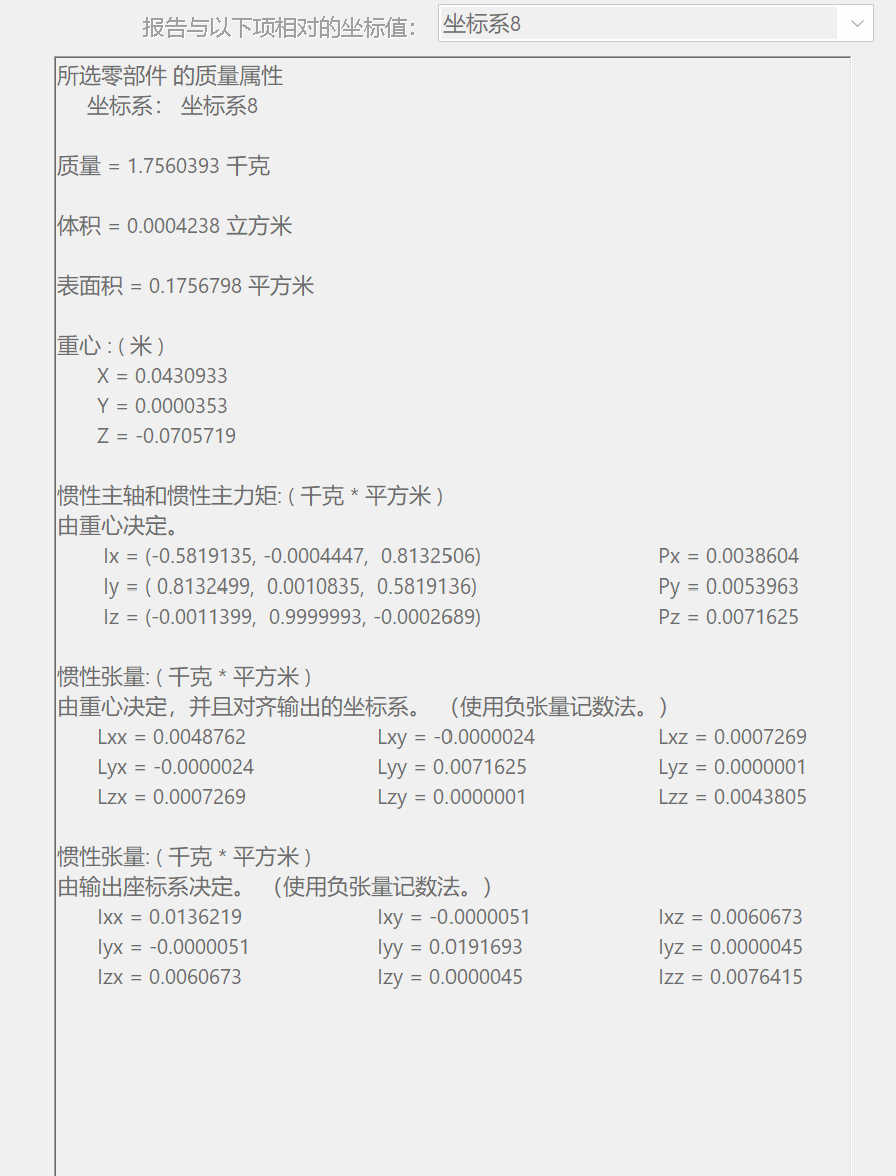 报告与以下项相对的坐标值： 坐标系8
所选零部件 的质量属性
坐标系： 坐标系8
质量 = 1.7560393 千克
体积 = 0.0004238 立方米
表面积 = 0.1756798 平方米
重心 : ( 米 )
X = 0.0430933
Y = 0.0000353
Z = -0.0705719
惯性主轴和惯性主力矩: ( 千克 * 平方米 )
由重心决定。
Ix = (-0.5819135, -0.0004447,  0.8132506) Px = 0.0038604
Iy = ( 0.8132499,  0.0010835,  0.5819136) Py = 0.0053963
Iz = (-0.0011399,  0.9999993, -0.0002689) Pz = 0.0071625
惯性张量: ( 千克 * 平方米 )
由重心决定，并且对齐输出的坐标系。 （使用负张量记数法。）
Lxx = 0.0048762 Lxy = -0.0000024 Lxz = 0.0007269
Lyx = -0.0000024 Lyy = 0.0071625 Lyz = 0.0000001
Lzx = 0.0007269 Lzy = 0.0000001 Lzz = 0.0043805
惯性张量: ( 千克 * 平方米 )
由输出座标系决定。 （使用负张量记数法。）
Ixx = 0.0136219 Ixy = -0.0000051 Ixz = 0.0060673
Iyx = -0.0000051 Iyy = 0.0191693 Iyz = 0.0000045
Izx = 0.0060673 Izy = 0.0000045 Izz = 0.0076415